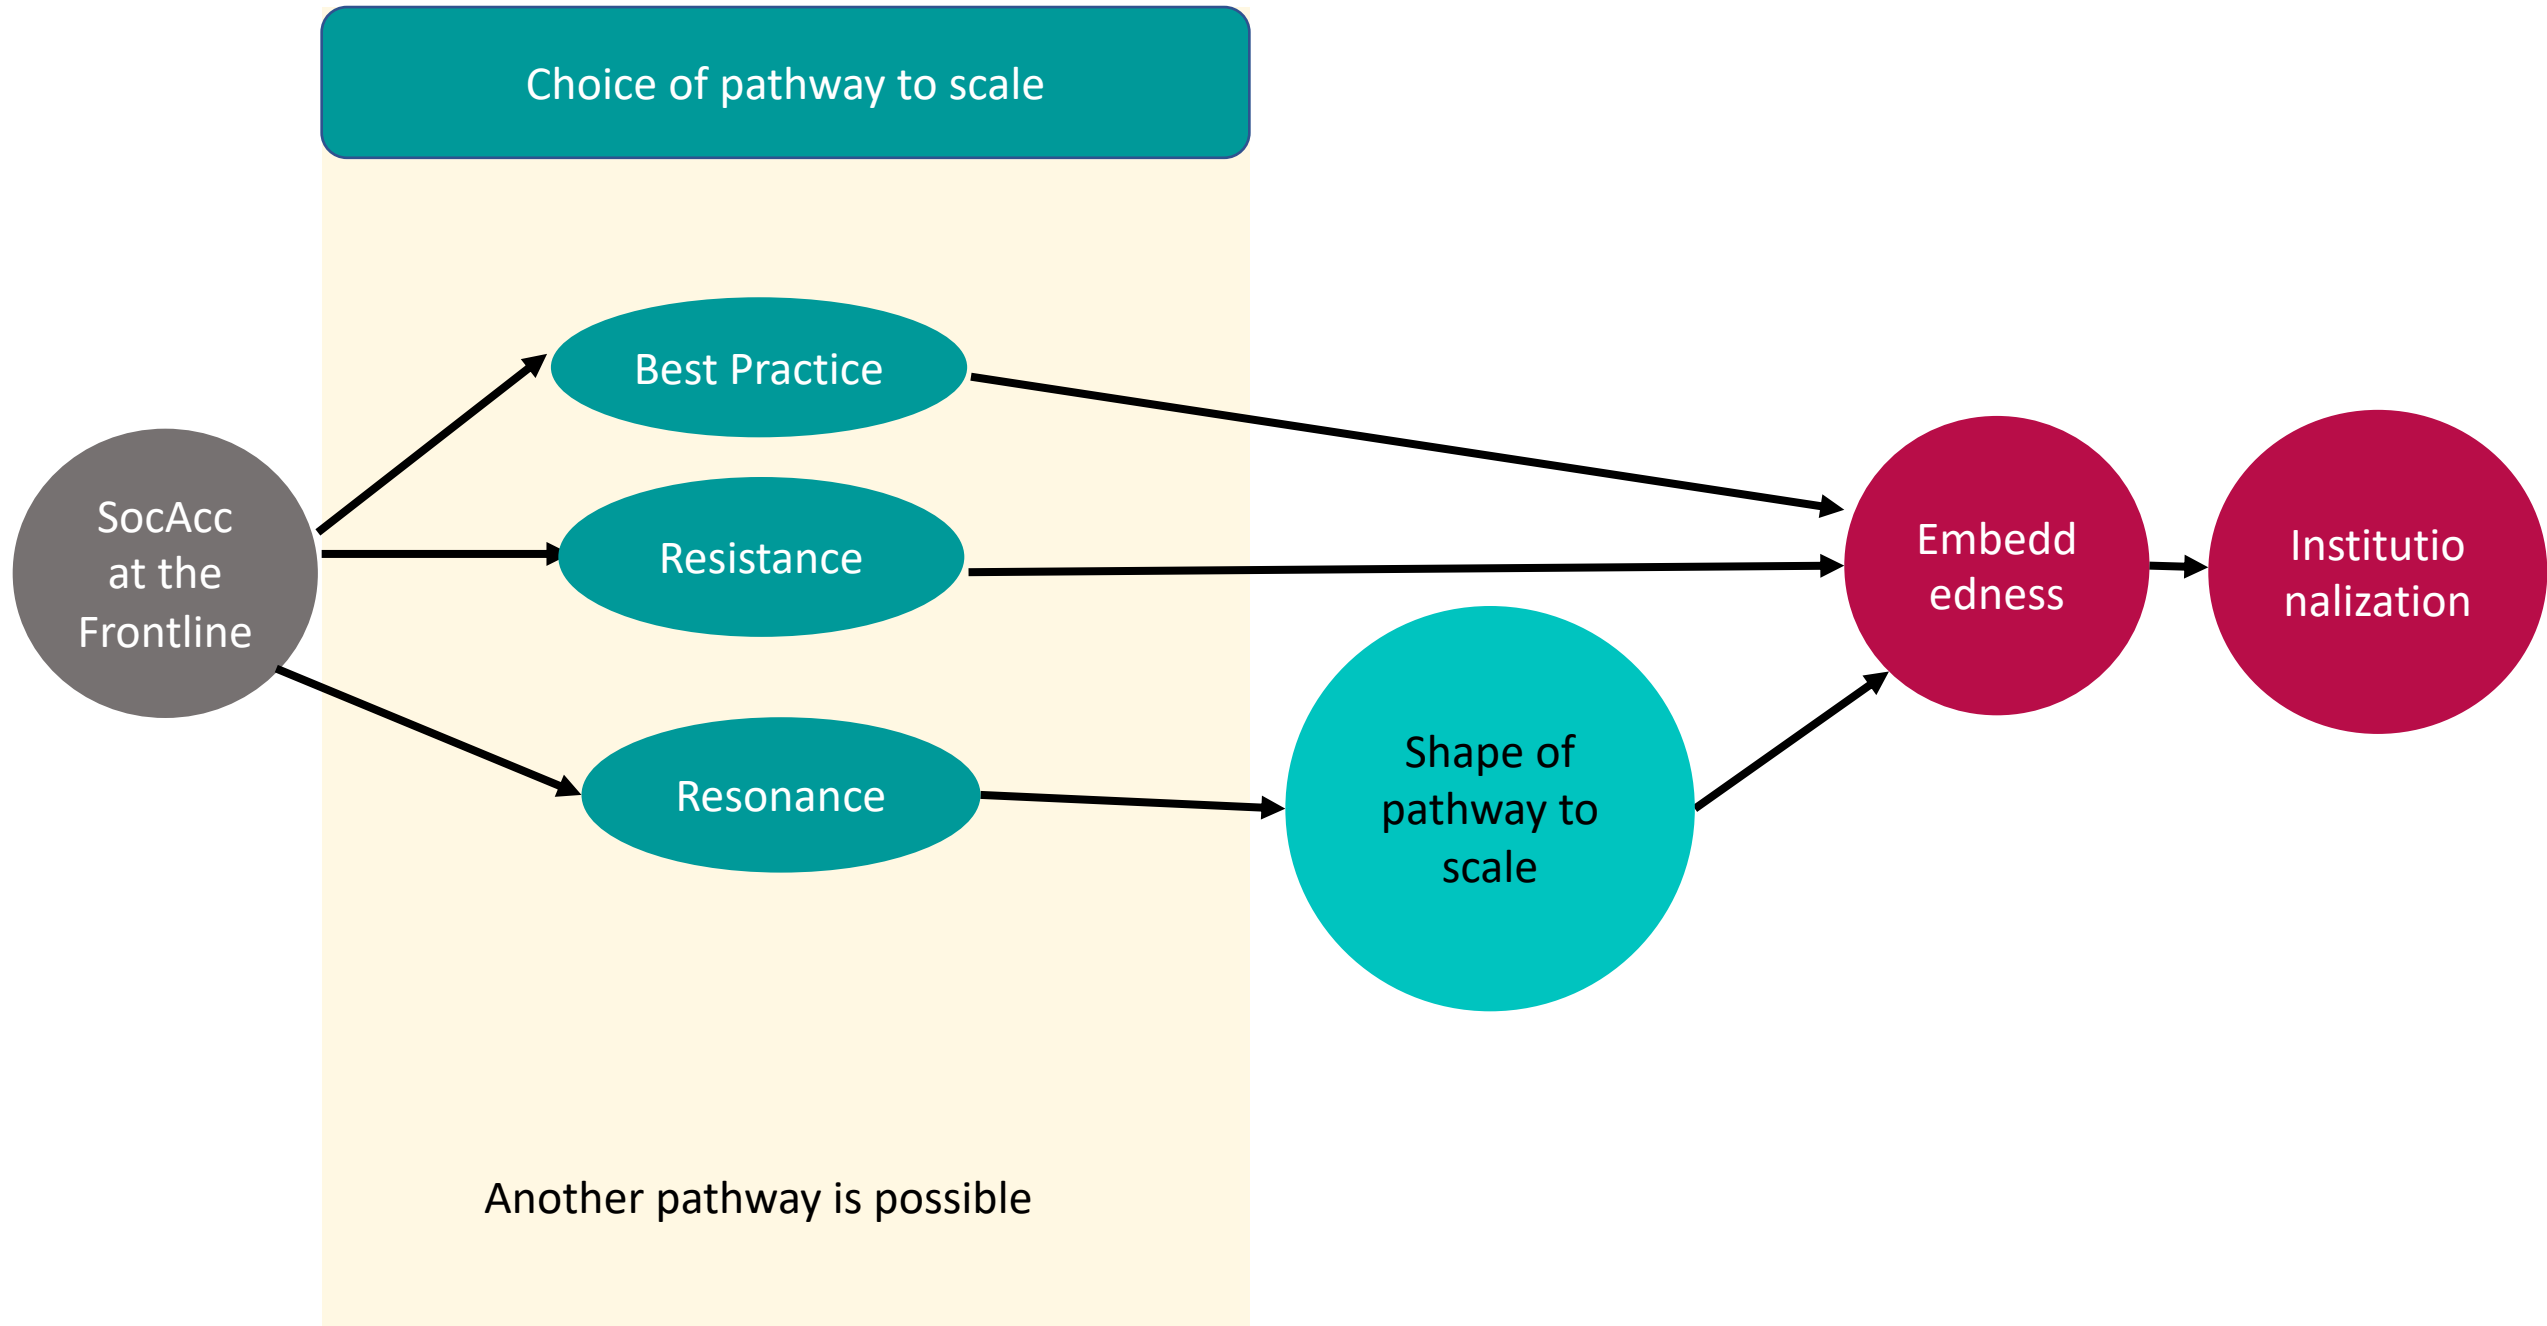 Choice of pathway to scale
SocAcc
at the
Frontline
Best Practice
Resistance
Resonance
Another pathway is possible
Shape of
pathway to
scale
Embedd
edness
Institutio
nalization